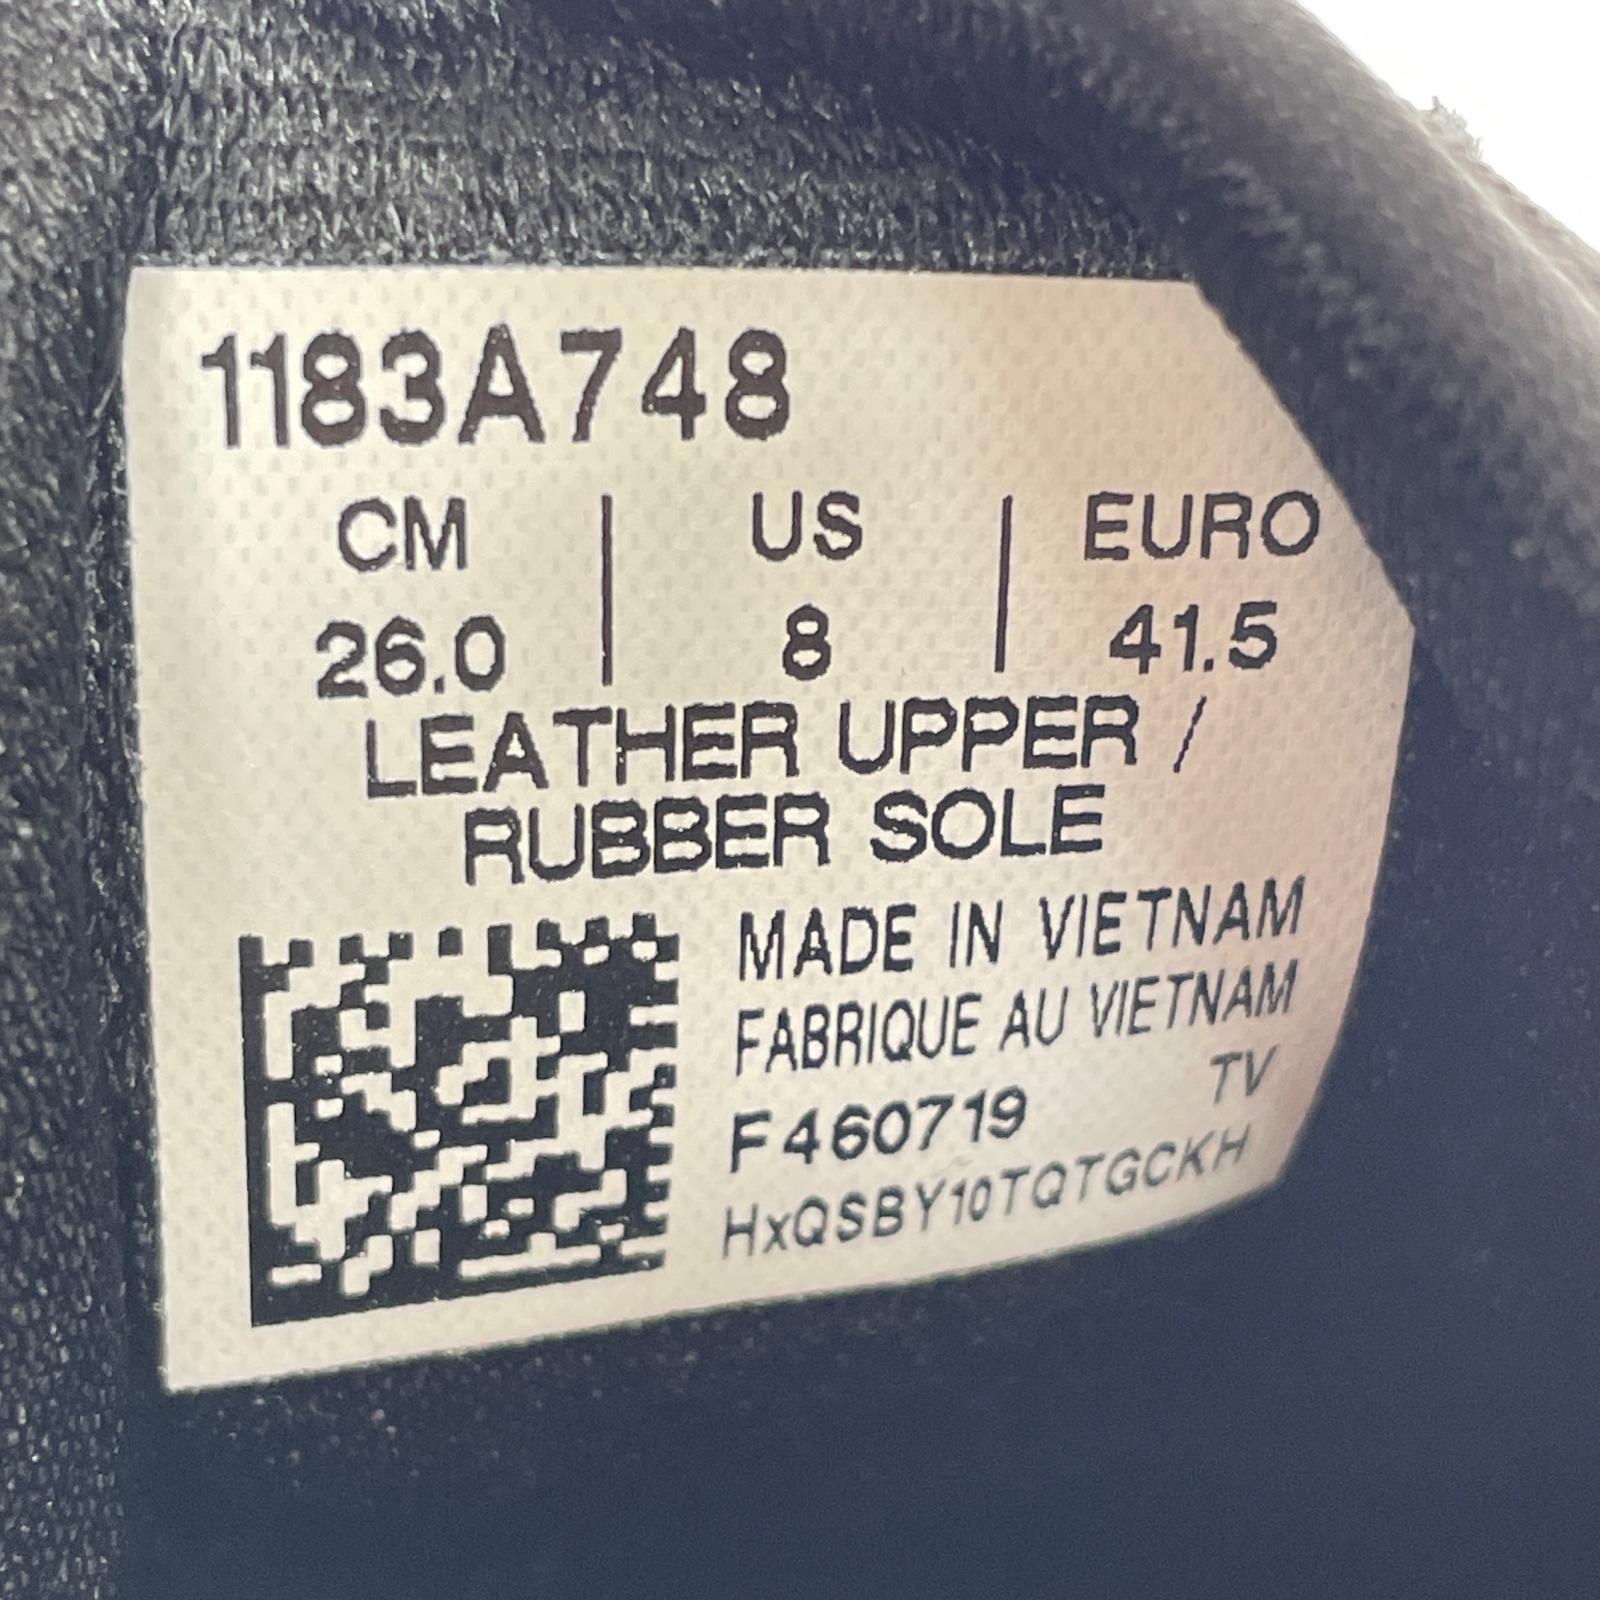 1183A748
CM | US | EURO
26.0 | 8 | 41.5
LEATHER UPPER /
RUBBER SOLE
MADE IN VIETNAM
FABRIQUE AU VIETNAM
TV
F460719
HxQSBY10TQTGCKH